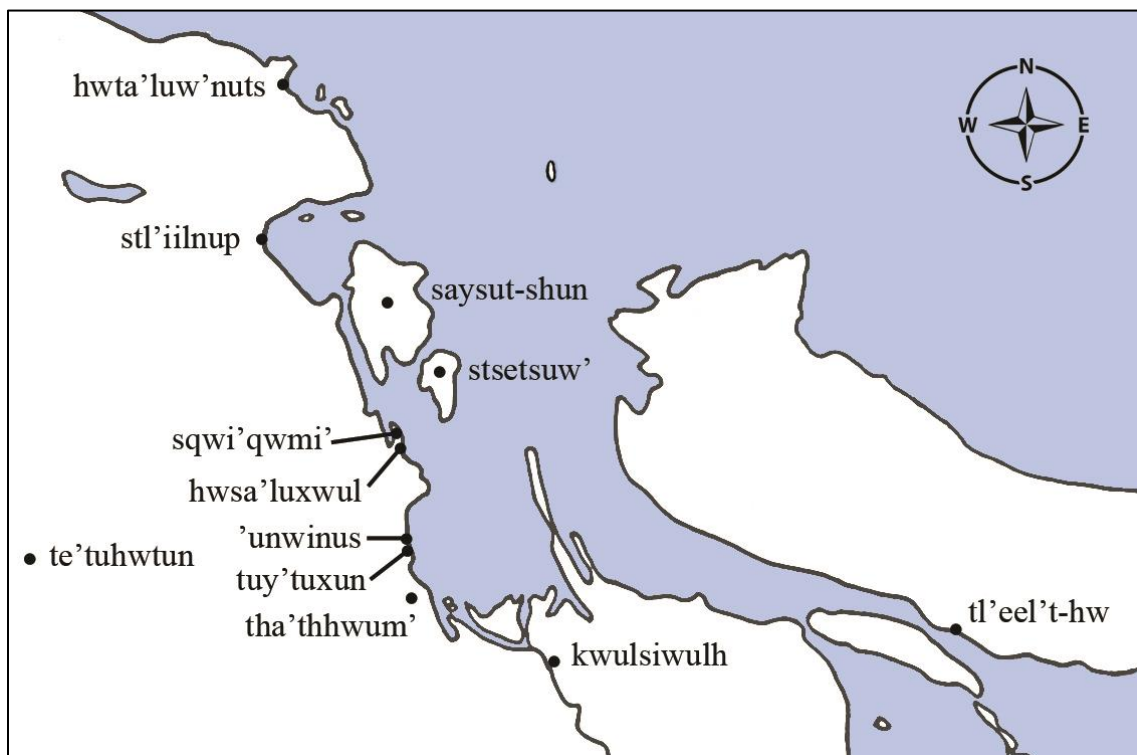 hwta’luw’nuts
N
W
E
S
stl’iilnup
saysut-shun
stsetsuw’
sqwi’qwmi’
hwsa’luxwul
’unwinus
te’tuhwtun
tuy’tuxun
tha’thhwum’
tl’eel’t-hw
kwulsiwulh